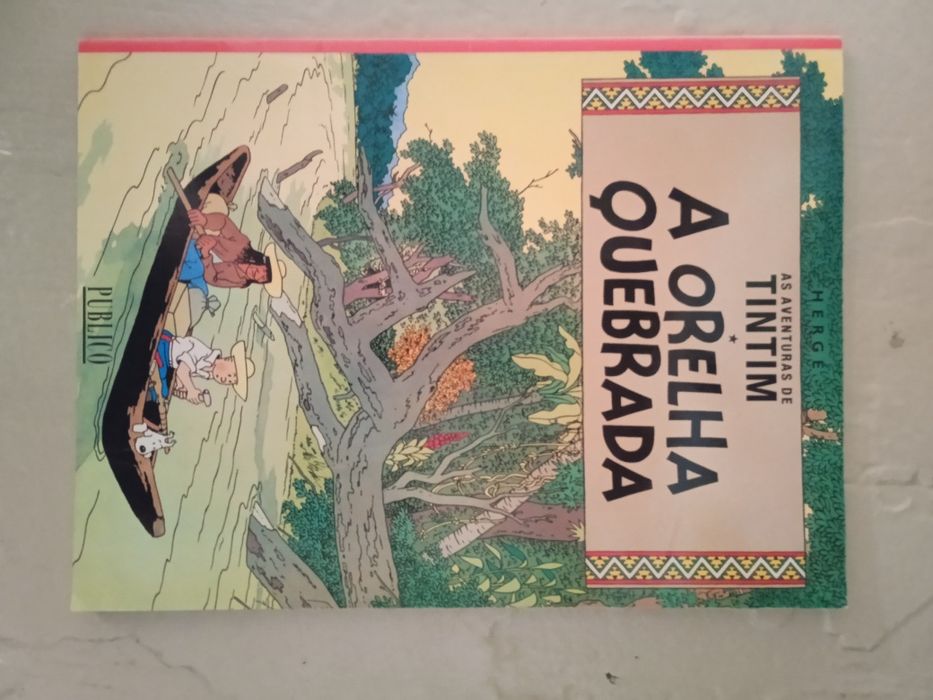 HERGÉ
AS AVENTURAS DE
TINTIM
A ORELHA
QUEBRADA
PÚBLICO